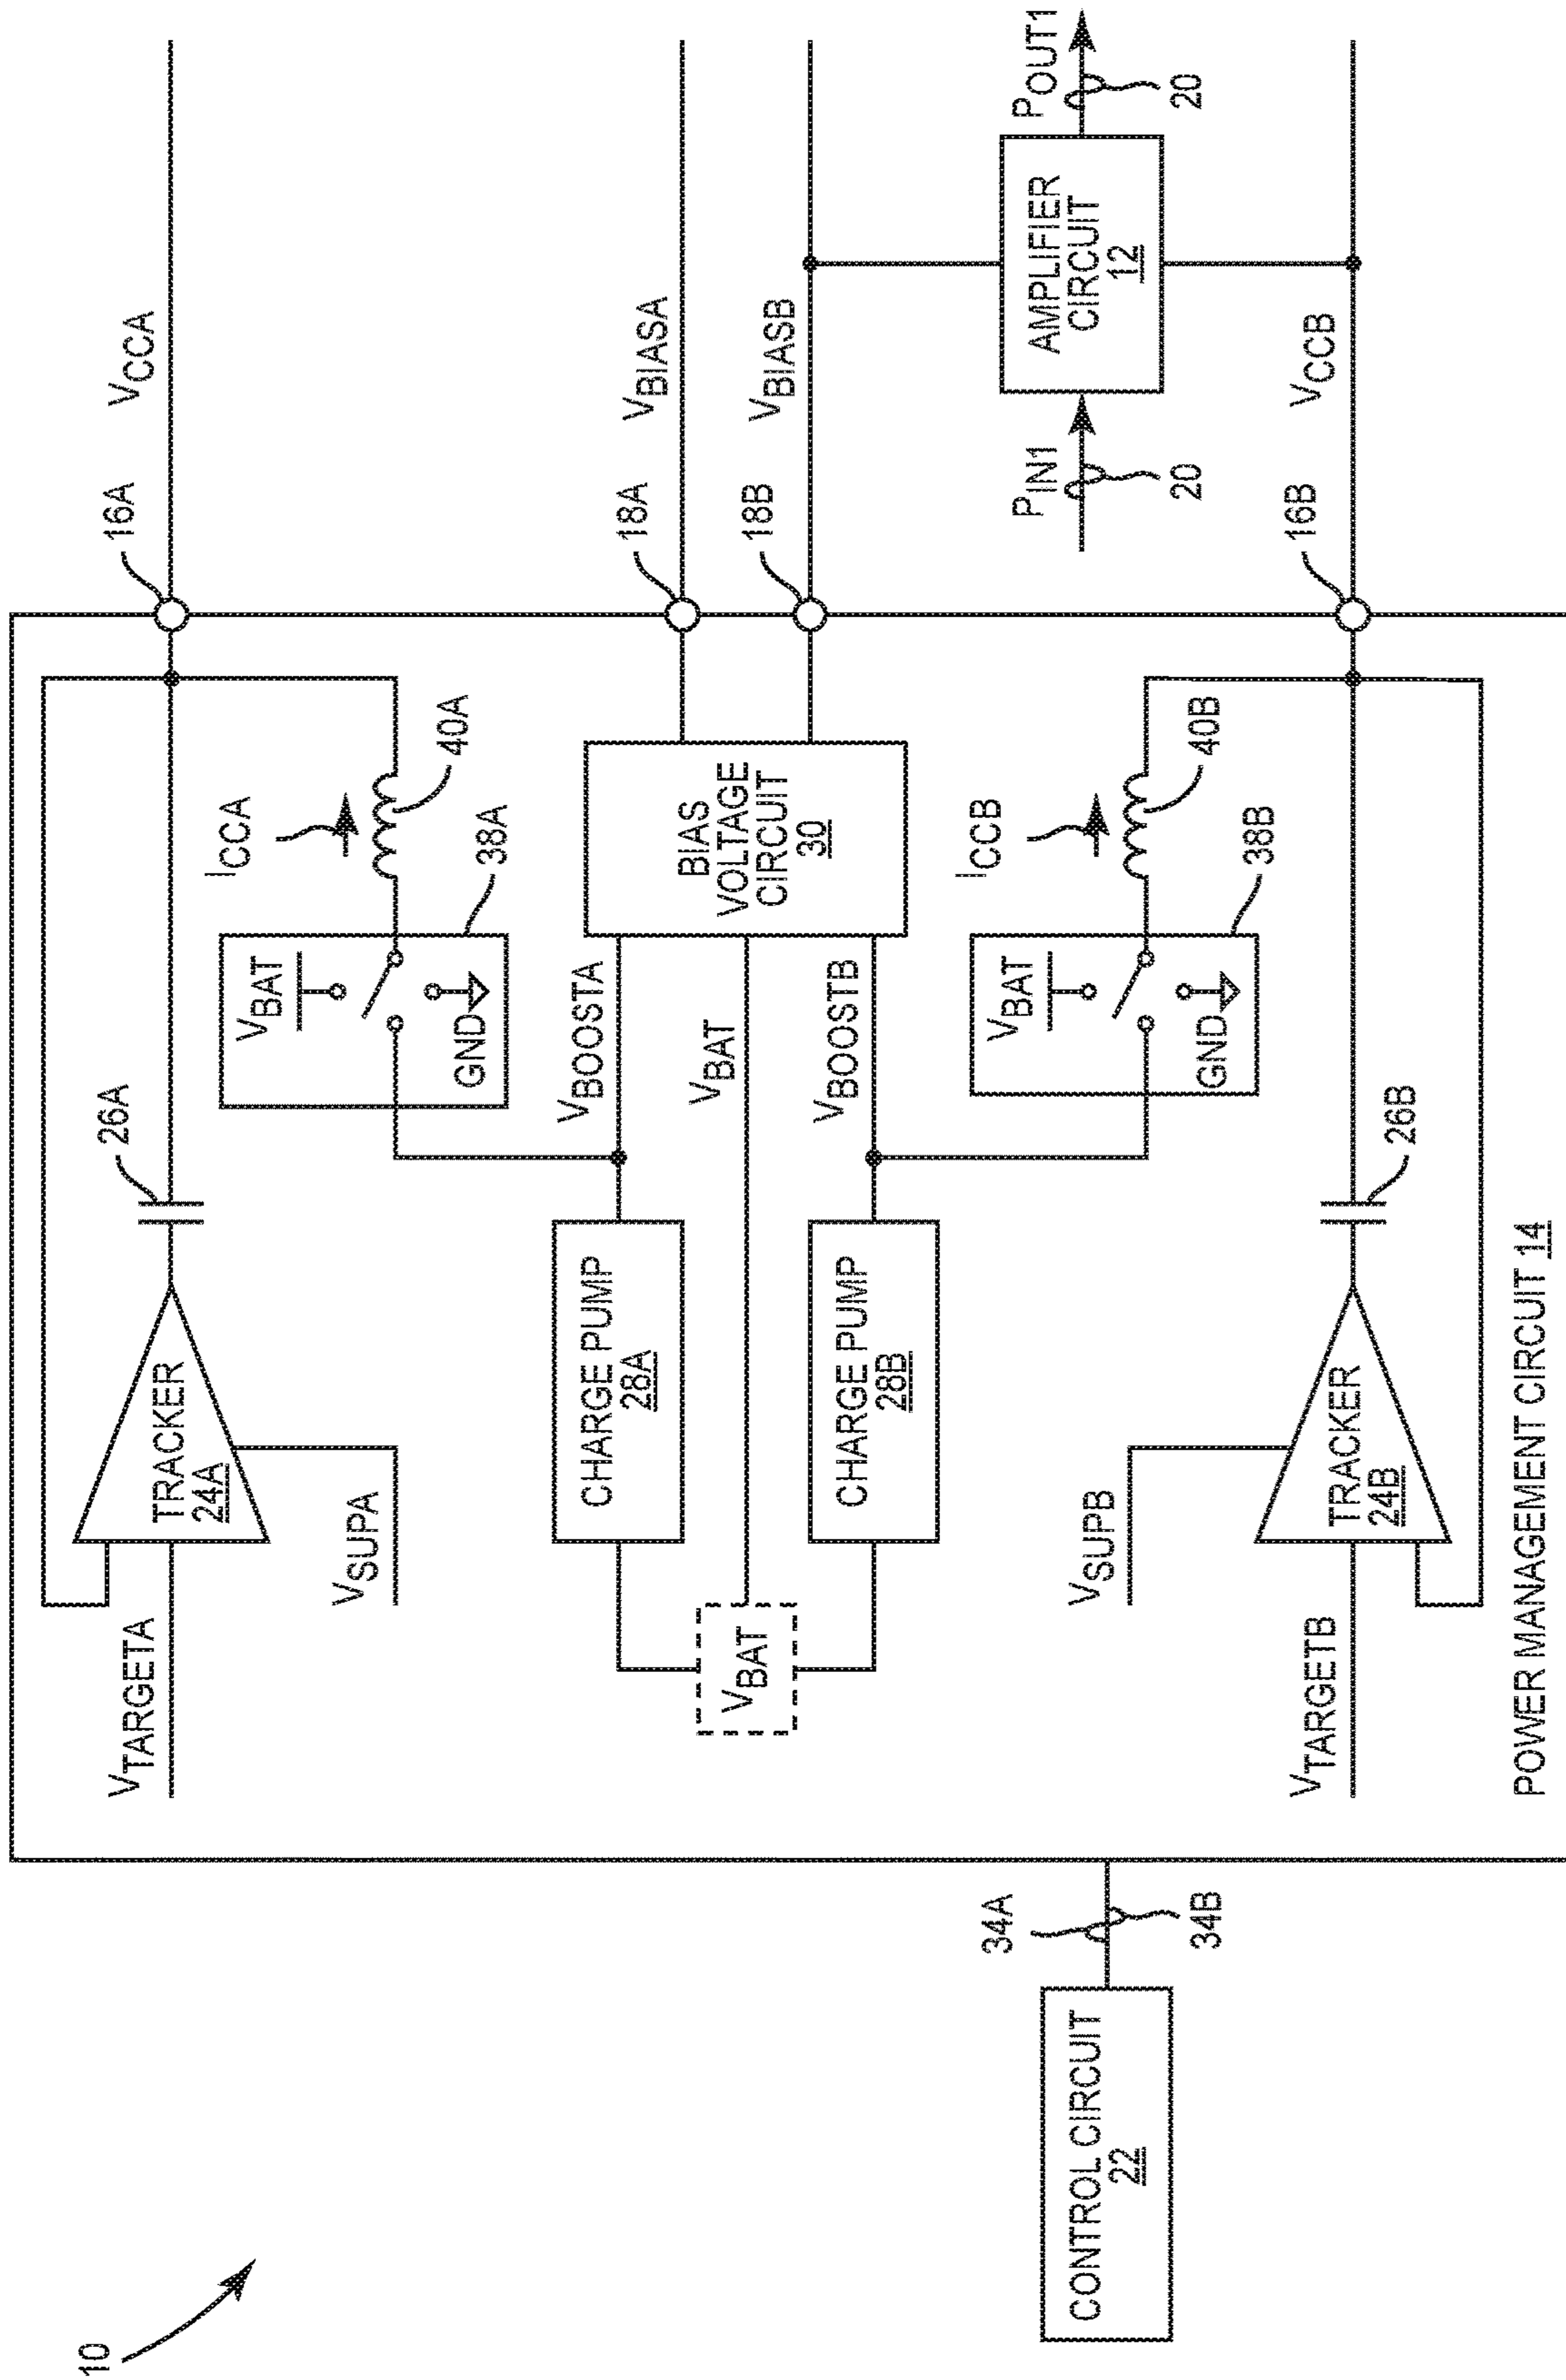 10
CONTROL CIRCUIT
22
34A
34B
POWER MANAGEMENT CIRCUIT 14
VTARGETA
TRACKER
24A
VSUPA
26A
VCCA
16A
VBAT
GND
38A
ICCA
40A
VBAT
CHARGE PUMP
28A
CHARGE PUMP
28B
VBOOSTA
VBAT
VBOOSTB
BIAS
VOLTAGE
CIRCUIT
30
18A
VBIASA
18B
VBIASB
VBAT
GND
38B
ICCB
40B
VSUPB
VTARGETB
TRACKER
24B
26B
16B
VCCB
PIN1
20
AMPLIFIER
CIRCUIT
12
POUT1
20